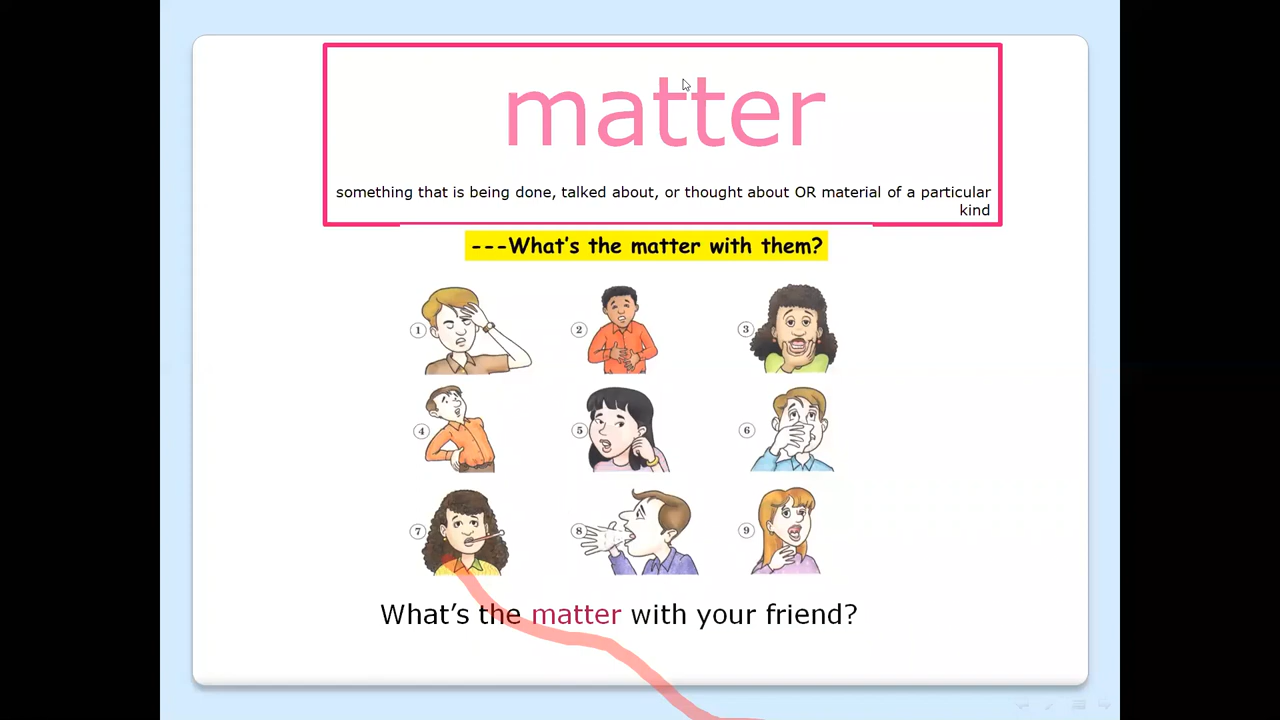 matter
something that is being done, talked about, or thought about OR material of a particular
kind
---What's the matter with them?
1 2 3
4 5 6
7 8 9
What's the matter with your friend?